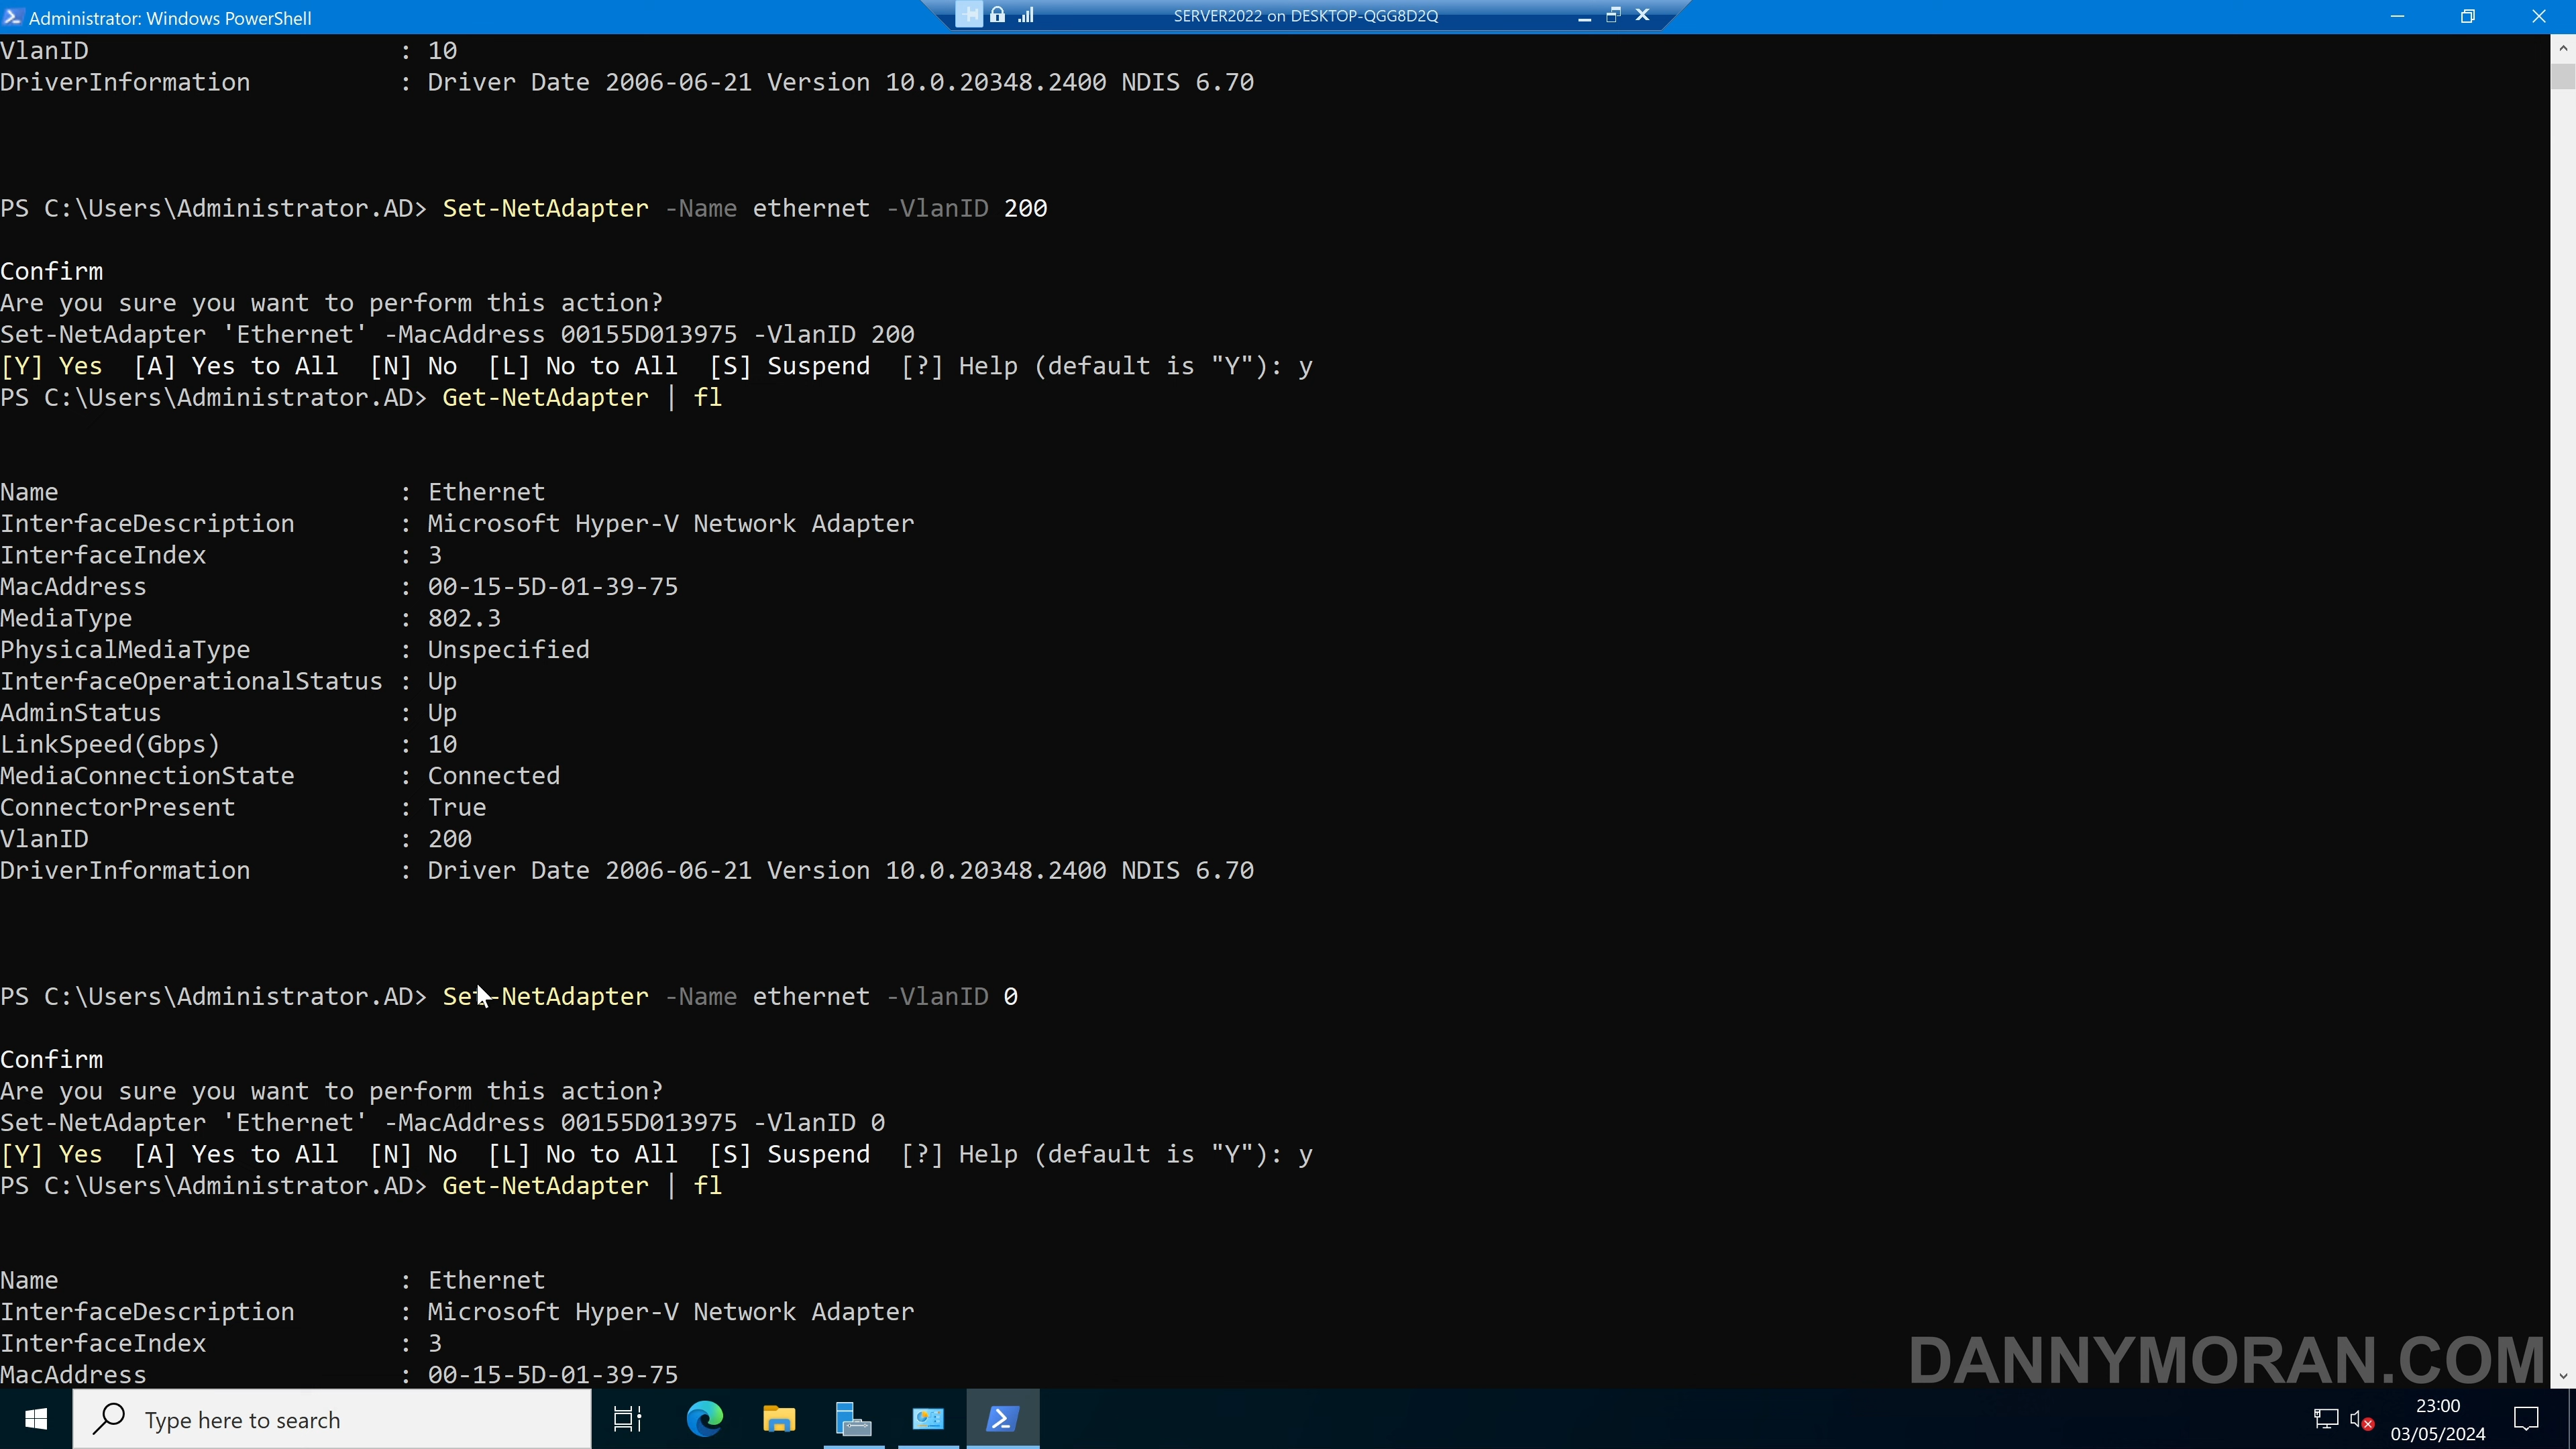 Administrator: Windows PowerShell
SERVER2022 on DESKTOP-QGG8D2Q
VlanID : 10
DriverInformation : Driver Date 2006-06-21 Version 10.0.20348.2400 NDIS 6.70
PS C:\Users\Administrator.AD> Set-NetAdapter -Name ethernet -VlanID 200
Confirm
Are you sure you want to perform this action?
Set-NetAdapter 'Ethernet' -MacAddress 00155D013975 -VlanID 200
[Y] Yes  [A] Yes to All  [N] No  [L] No to All  [S] Suspend  [?] Help (default is "Y"): y
PS C:\Users\Administrator.AD> Get-NetAdapter | fl
Name : Ethernet
InterfaceDescription : Microsoft Hyper-V Network Adapter
InterfaceIndex : 3
MacAddress : 00-15-5D-01-39-75
MediaType : 802.3
PhysicalMediaType : Unspecified
InterfaceOperationalStatus : Up
AdminStatus : Up
LinkSpeed(Gbps) : 10
MediaConnectionState : Connected
ConnectorPresent : True
VlanID : 200
DriverInformation : Driver Date 2006-06-21 Version 10.0.20348.2400 NDIS 6.70
PS C:\Users\Administrator.AD> Set-NetAdapter -Name ethernet -VlanID 0
Confirm
Are you sure you want to perform this action?
Set-NetAdapter 'Ethernet' -MacAddress 00155D013975 -VlanID 0
[Y] Yes  [A] Yes to All  [N] No  [L] No to All  [S] Suspend  [?] Help (default is "Y"): y
PS C:\Users\Administrator.AD> Get-NetAdapter | fl
Name : Ethernet
InterfaceDescription : Microsoft Hyper-V Network Adapter
InterfaceIndex : 3
MacAddress : 00-15-5D-01-39-75
DANNYMORAN.COM
Type here to search
23:00
03/05/2024